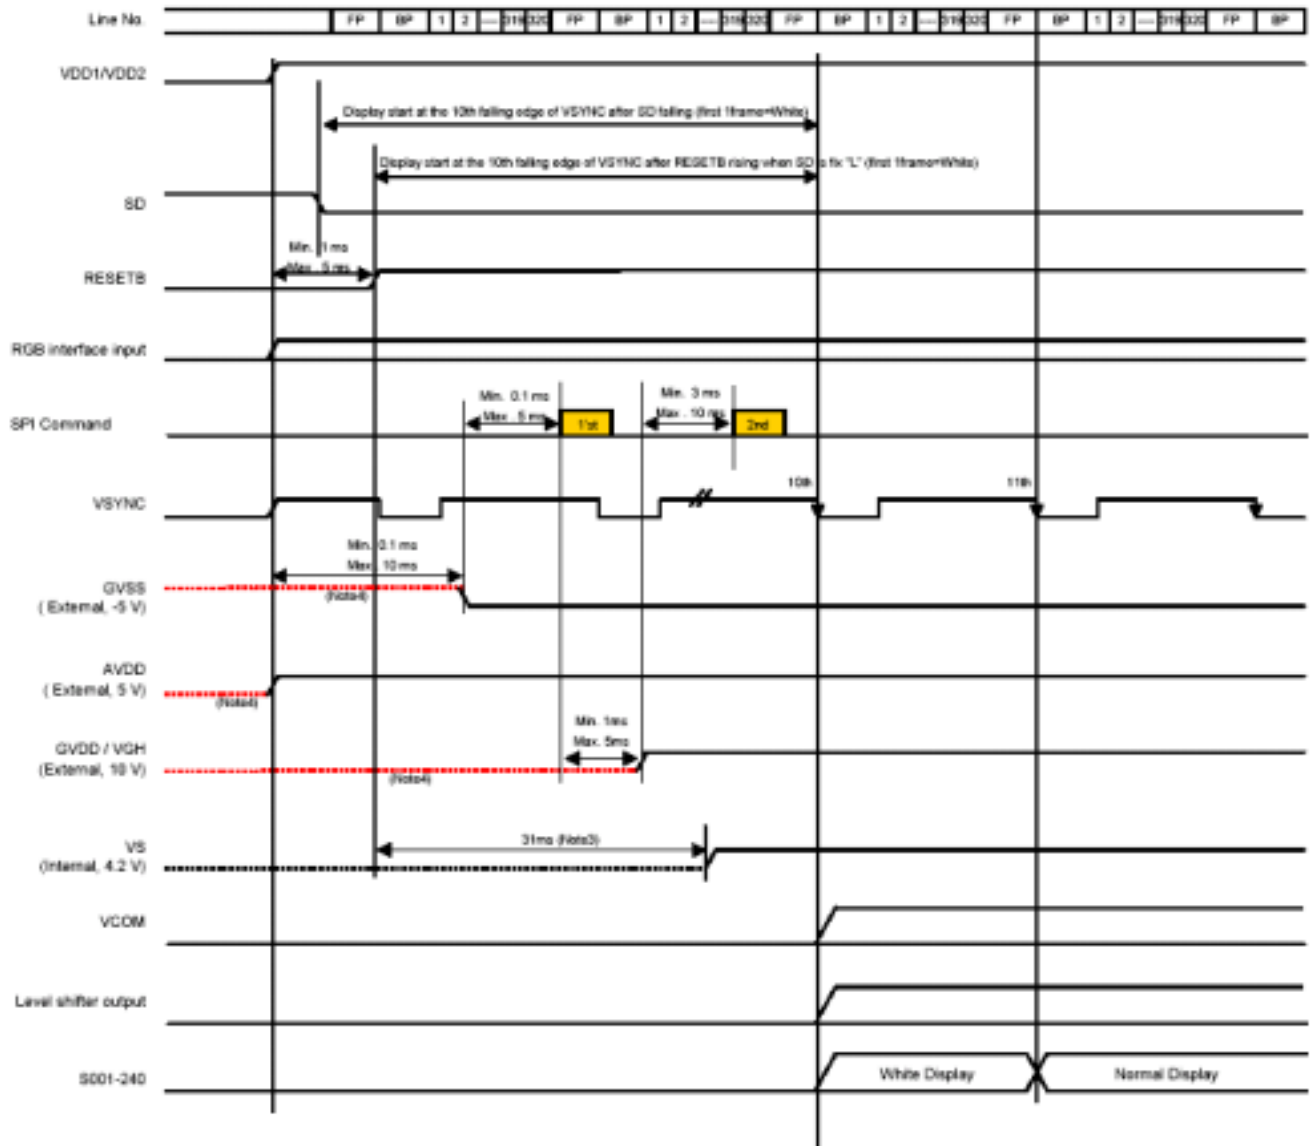 Line No. FP BP 1 2 ---- 319 320 FP BP 1 2 ---- 319 320 FP BP 1 2 ---- 319 320 FP BP 1 2 ---- 319 320 FP BP
VDD1/VDD2
Display start at the 10th falling edge of VSYNC after SD falling (first 1frame=White)
Display start at the 10th falling edge of VSYNC after RESETB rising when SD is fix "L" (first 1frame=White)
SD
Min. 1 ms
Max. 5 ms
RESETB
RGB interface input
Min. 0.1 ms
Max. 5 ms
Min. 3 ms
Max. 10 ms
SPI Command
1'st
2nd
VSYNC
10th
11th
Min. 0.1 ms
Max. 10 ms
GVSS
( External, -5 V)
(Note4)
AVDD
( External, 5 V)
(Note4)
Min. 1ms
Max. 5ms
GVDD / VGH
(External, 10 V)
(Note4)
31ms (Note3)
VS
(Internal, 4.2 V)
VCOM
Level shifter output
S001-240
White Display
Normal Display